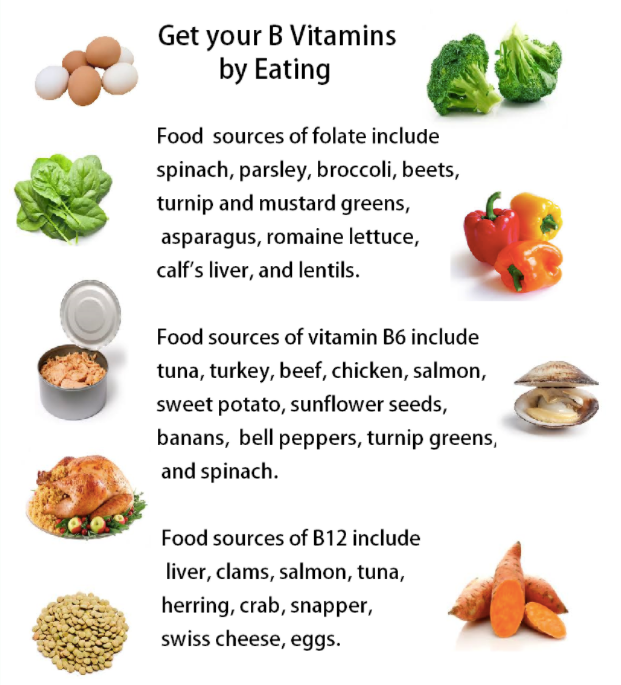 Get your B Vitamins
by Eating
Food sources of folate include
spinach, parsley, broccoli, beets,
turnip and mustard greens,
asparagus, romaine lettuce,
calf's liver, and lentils.
Food sources of vitamin B6 include
tuna, turkey, beef, chicken, salmon,
sweet potato, sunflower seeds,
banans, bell peppers, turnip greens,
and spinach.
Food sources of B12 include
liver, clams, salmon, tuna,
herring, crab, snapper,
swiss cheese, eggs.